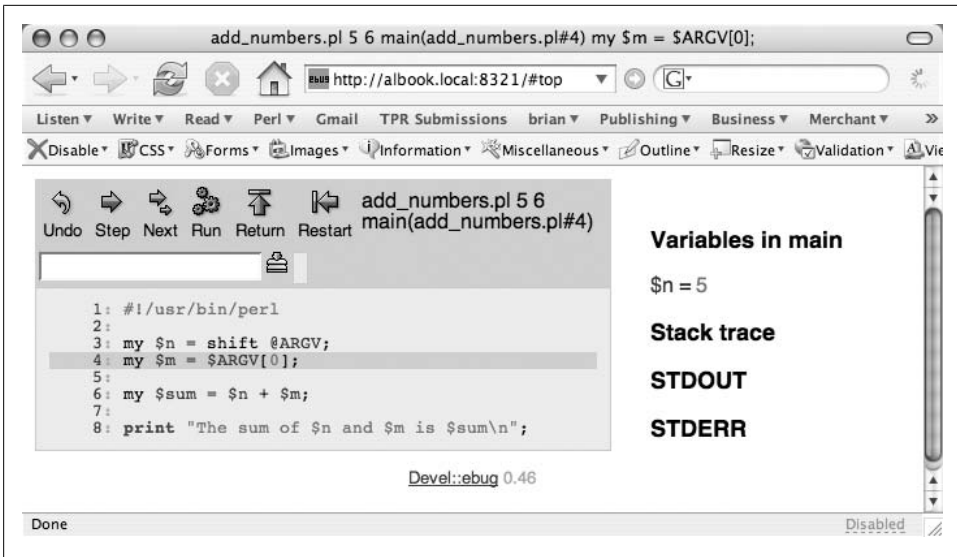 add_numbers.pl 5 6 main(add_numbers.pl#4) my $m = $ARGV[0];
ebug http://albook.local:8321/#top G
Listen Write Read Perl Gmail TPR Submissions brian Publishing Business Merchant »
Disable CSS Forms Images Information Miscellaneous Outline Resize Validation Vie
Undo Step Next Run Return Restart
add_numbers.pl 5 6
main(add_numbers.pl#4)
1: #!/usr/bin/perl
2:
3: my $n = shift @ARGV;
4: my $m = $ARGV[0];
5:
6: my $sum = $n + $m;
7:
8: print "The sum of $n and $m is $sum\n";
Variables in main
$n = 5
Stack trace
STDOUT
STDERR
Devel::ebug 0.46
Done
Disabled